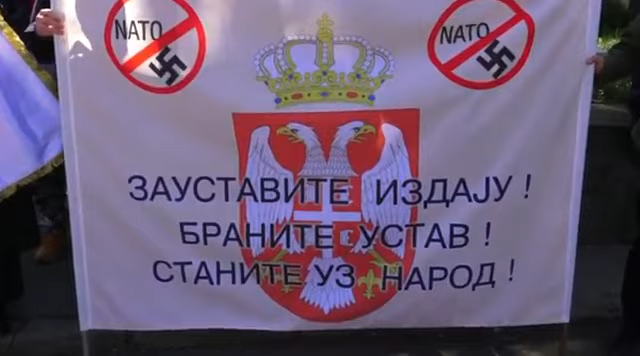 NATO NATO
ЗАУСТАВИТЕ ИЗДАЈУ !
БРАНИТЕ УСТАВ !
СТАНИТЕ УЗ НАРОД !